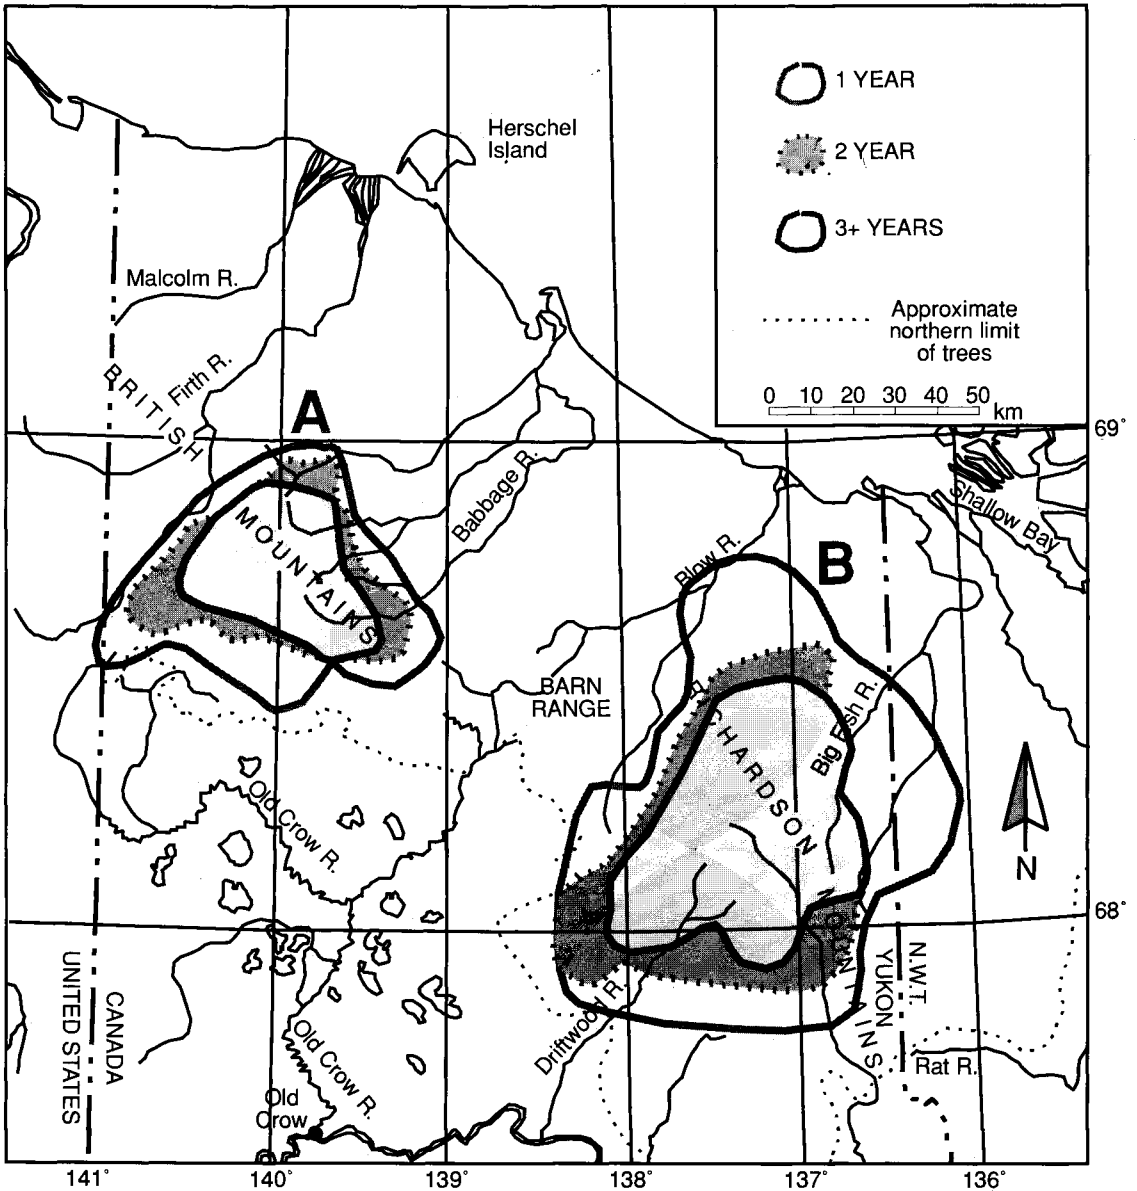 1 YEAR
2 YEAR
3+ YEARS
Approximate
northern limit
of trees
0 10 20 30 40 50
km
Herschel
Island
Malcolm R.
Firth R.
BRITISH
MOUNTAINS
A
69°
Babbage R.
Shallow Bay
Blow R.
B
BARN
RANGE
RICHARDSON
MOUNTAINS
Big Fish R.
Old Crow R.
N
68°
UNITED STATES
CANADA
YUKON
N.W.T.
Driftwood R.
Old Crow R.
Rat R.
Old
Crow
141° 140° 139° 138° 137° 136°